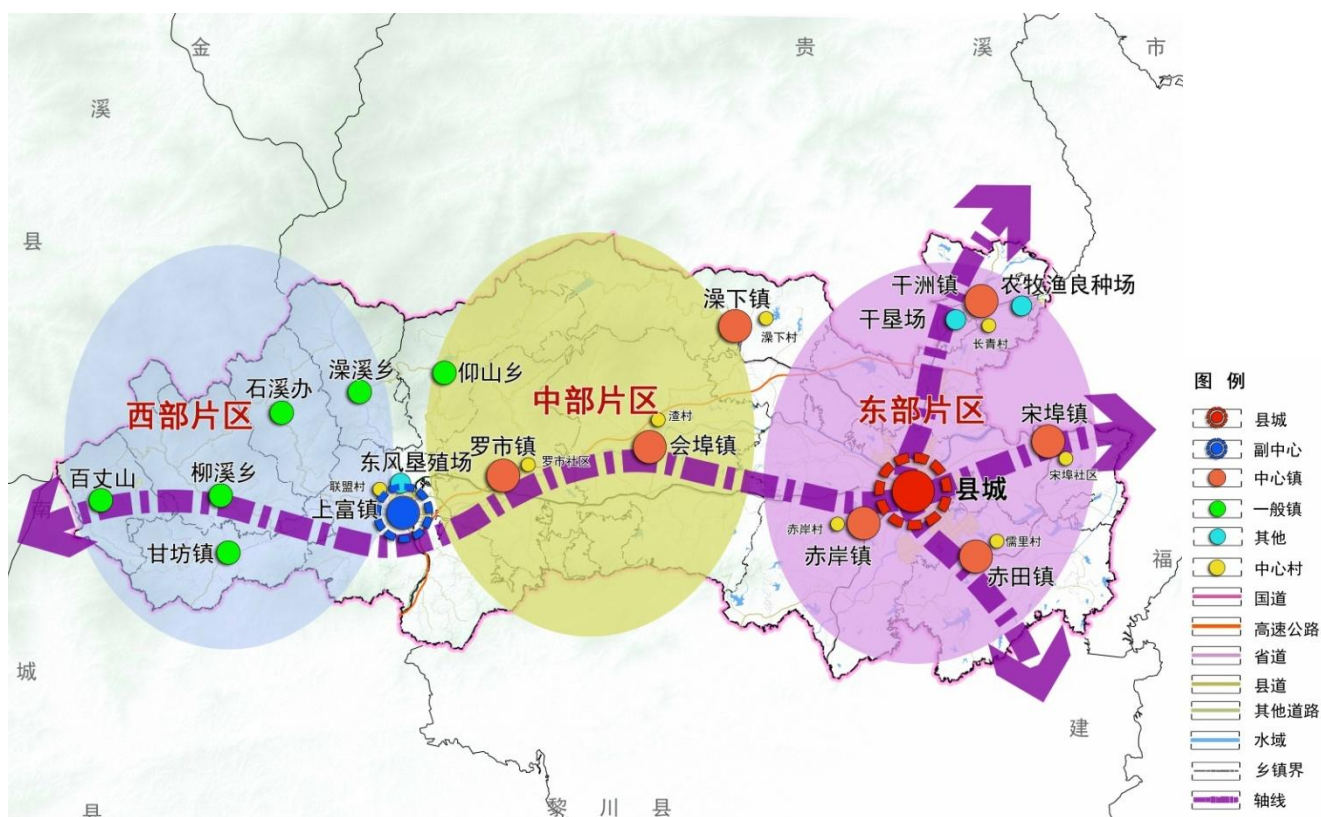 金
贵
溪
市
溪
县
干洲镇
农牧渔良种场
澡下镇
干垦场
澡下村
长青村
仰山乡
澡溪乡
石溪办
西部片区
中部片区
东部片区
宋埠镇
渣村
会埠镇
罗市镇
罗市社区
宋埠社区
东风垦殖场
柳溪乡
百丈山
联盟村
县城
上富镇
南
赤岸村
儒里村
甘坊镇
赤岸镇
赤田镇
福
城
建
县
黎
川
县
图 例
县城
副中心
中心镇
一般镇
其他
中心村
国道
高速公路
省道
县道
其他道路
水域
乡镇界
轴线